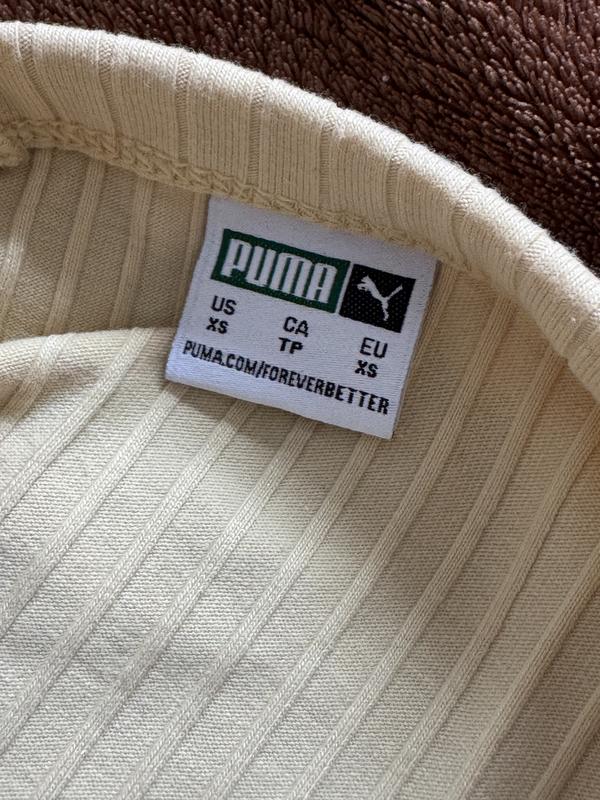 PUMA
US CA EU
XS TP XS
PUMA.COM/FOREVERBETTER